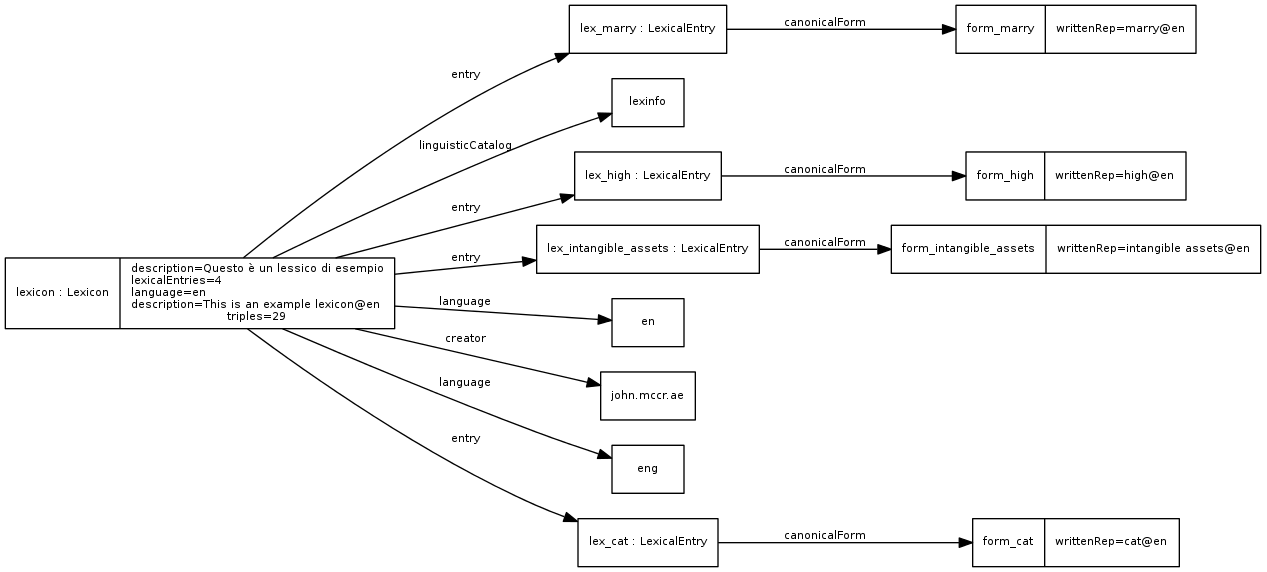 lex_marry : LexicalEntry
canonicalForm
form_marry
writtenRep=marry@en
entry
lexinfo
linguisticCatalog
lex_high : LexicalEntry
canonicalForm
form_high
writtenRep=high@en
entry
lex_intangible_assets : LexicalEntry
canonicalForm
form_intangible_assets
writtenRep=intangible assets@en
entry
lexicon : Lexicon
description=Questo è un lessico di esempio
lexicalEntries=4
language=en
description=This is an example lexicon@en
triples=29
language
en
creator
john.mccr.ae
language
eng
entry
lex_cat : LexicalEntry
canonicalForm
form_cat
writtenRep=cat@en